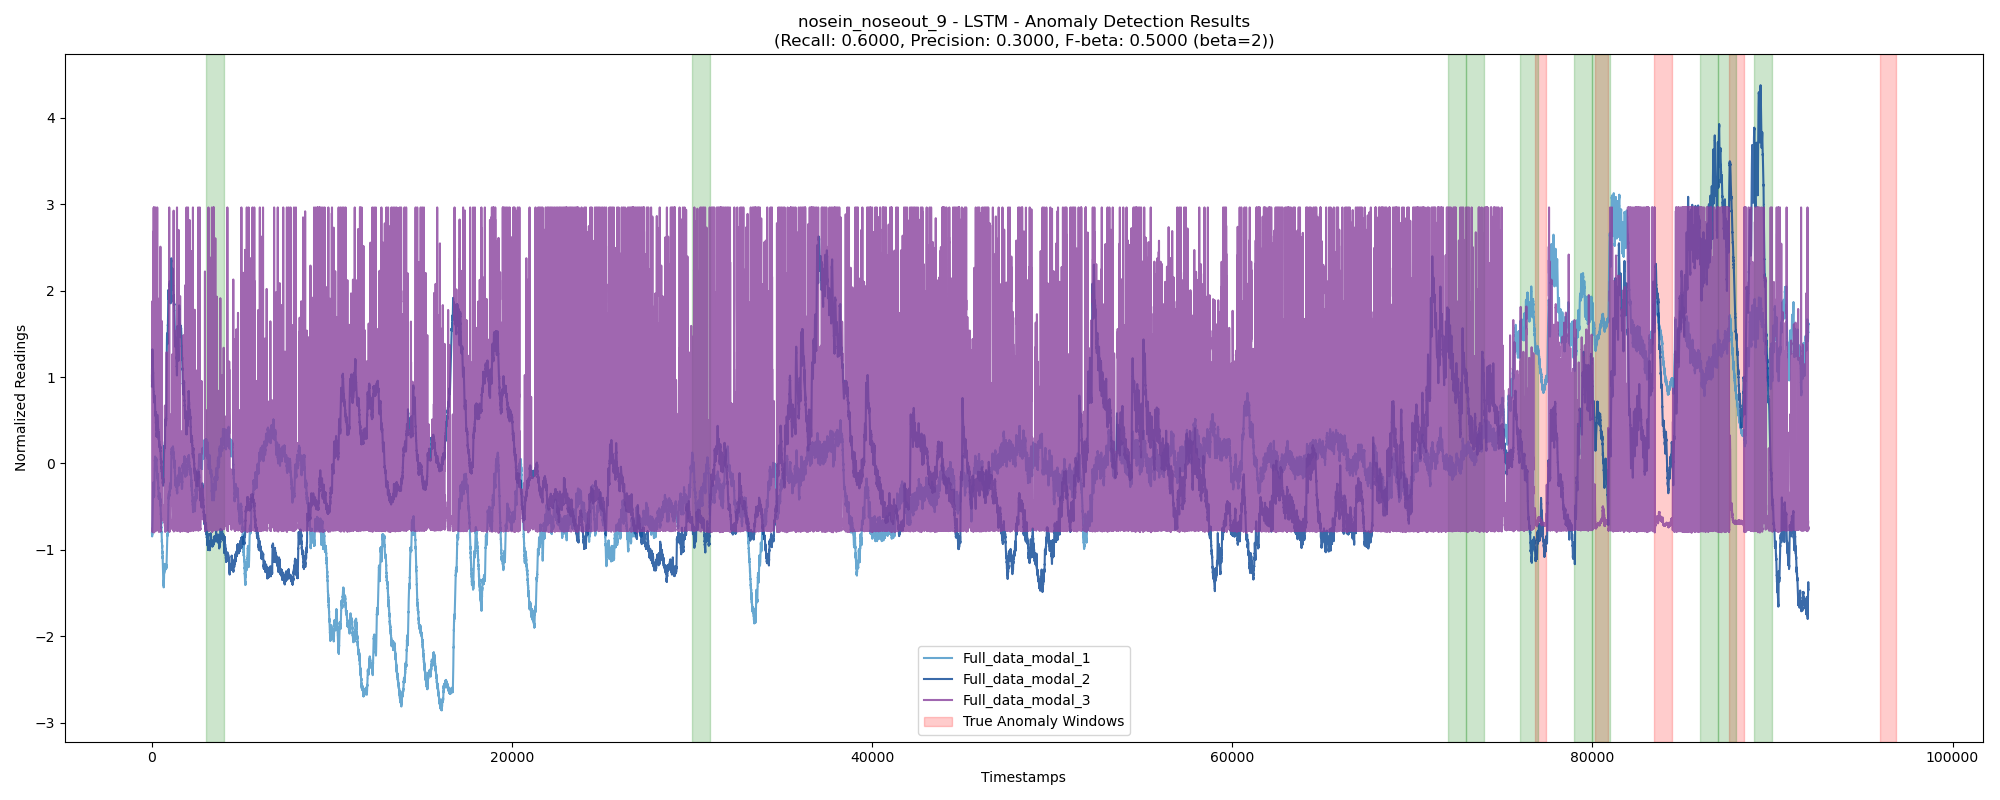 nosein_noseout_9 - LSTM - Anomaly Detection Results
(Recall: 0.6000, Precision: 0.3000, F-beta: 0.5000 (beta=2))
Normalized Readings
4
3
2
1
0
−1
−2
−3
Full_data_modal_1
Full_data_modal_2
Full_data_modal_3
True Anomaly Windows
0
20000
40000
60000
80000
100000
Timestamps